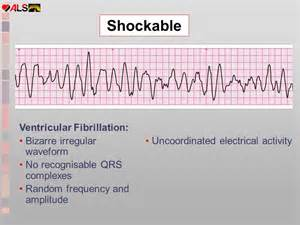 ALS
Shockable
Ventricular Fibrillation:
• Bizarre irregular
waveform
• No recognisable QRS
complexes
• Random frequency and
amplitude
• Uncoordinated electrical activity